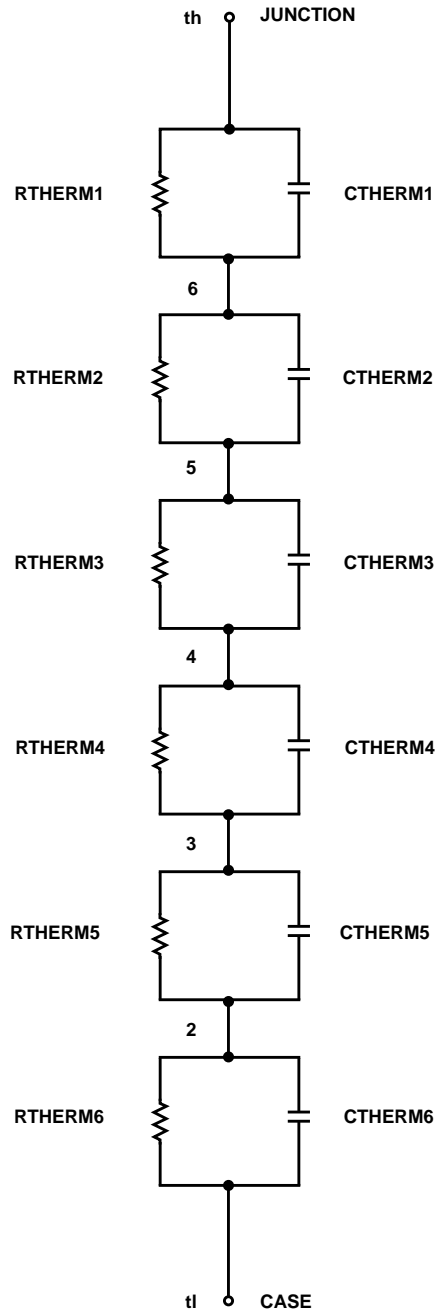 th JUNCTION
RTHERM1 CTHERM1
6
RTHERM2 CTHERM2
5
RTHERM3 CTHERM3
4
RTHERM4 CTHERM4
3
RTHERM5 CTHERM5
2
RTHERM6 CTHERM6
tl CASE